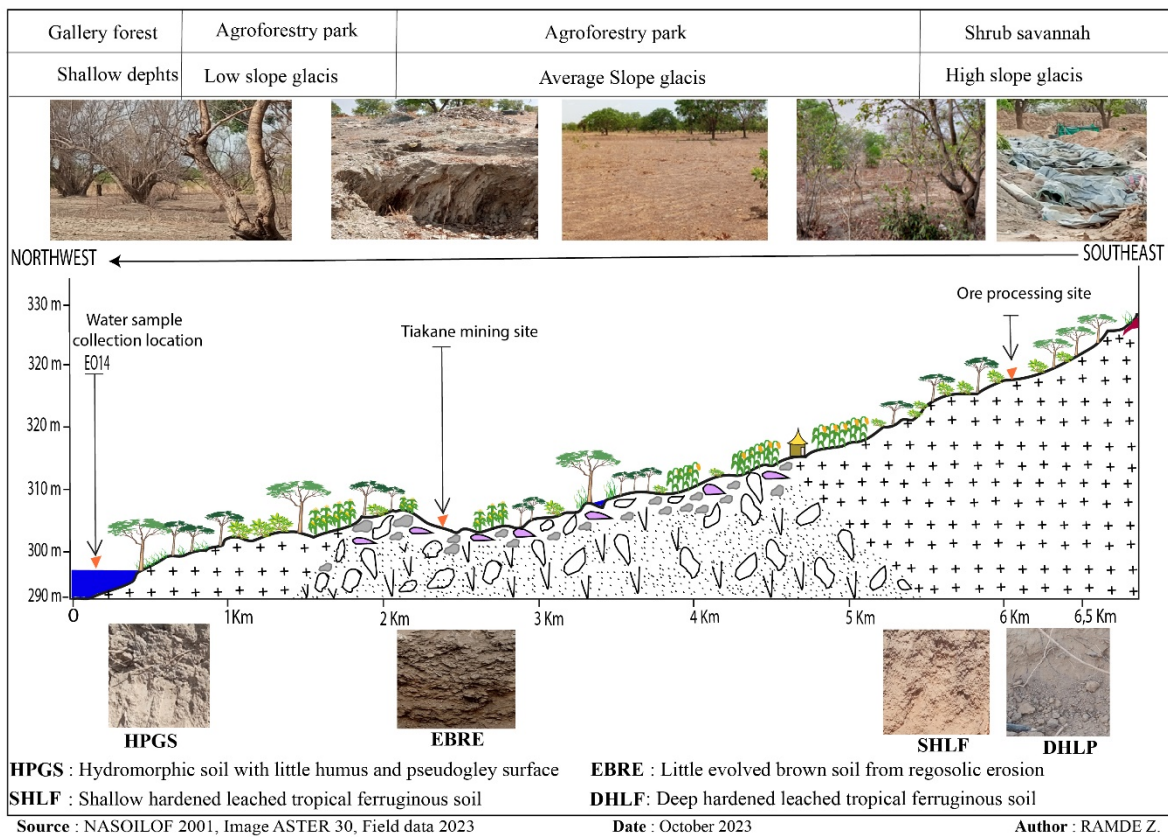 Gallery forest Agroforestry park Agroforestry park Shrub savannah
Shallow dephts Low slope glacis Average Slope glacis High slope glacis
NORTHWEST SOUTHEAST
330 m
320 m
320 m
310 m
300 m
290 m
Water sample
collection location
EO14
Tiakane mining site
Ore processing site
0 1Km 2 Km 3 Km 4 Km 5 Km 6 Km 6,5 Km
HPGS EBRE SHLF DHLP
HPGS : Hydromorphic soil with little humus and pseudogley surface EBRE : Little evolved brown soil from regosolic erosion
SHLF : Shallow hardened leached tropical ferruginous soil DHLF: Deep hardened leached tropical ferruginous soil
Source : NASOILOF 2001, Image ASTER 30, Field data 2023 Date : October 2023 Author : RAMDE Z.